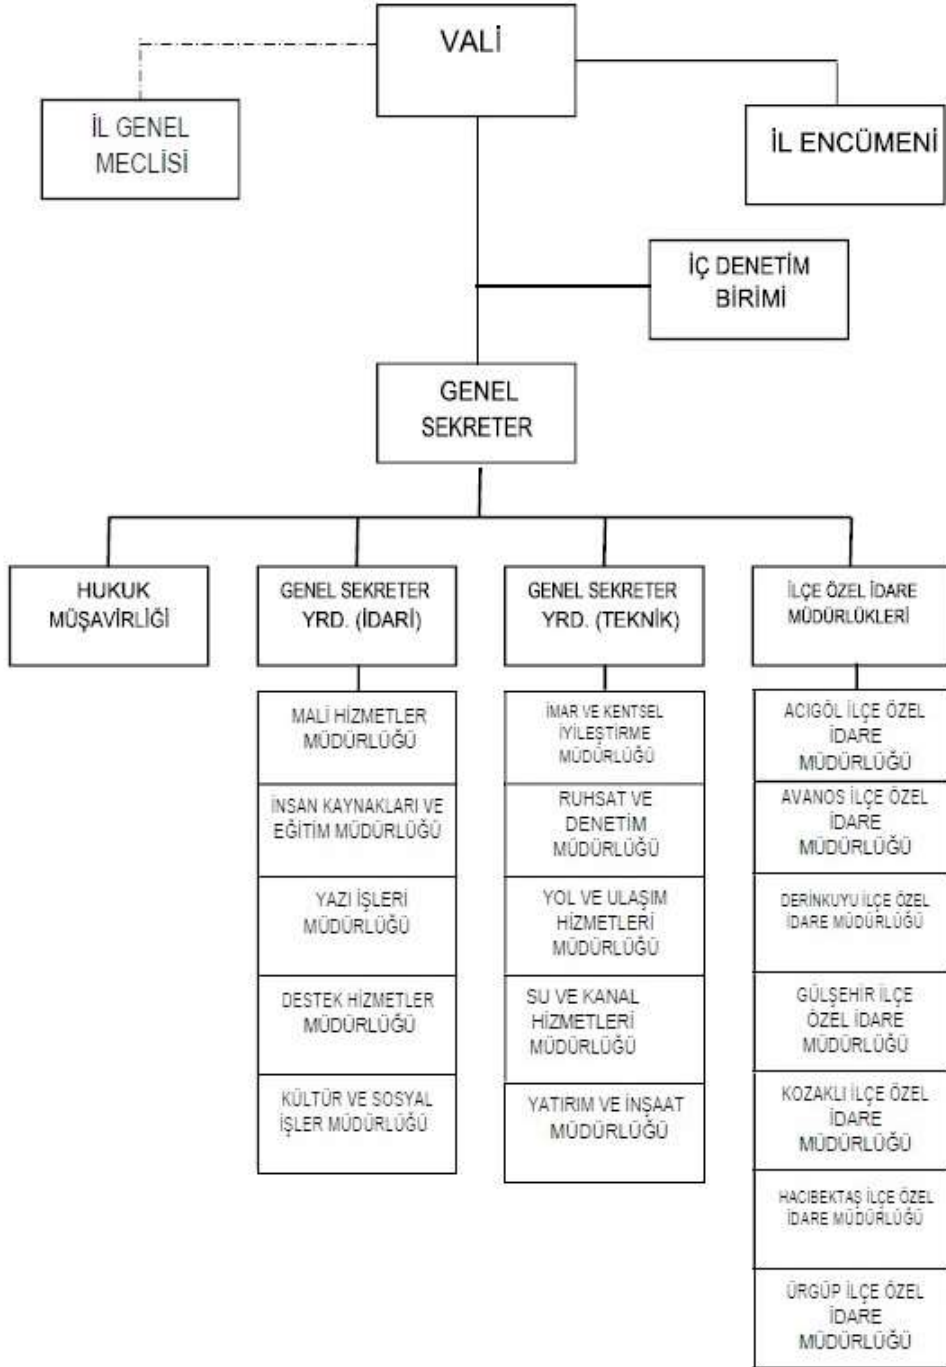 VALİ
İL GENEL
MECLİSİ
İL ENCÜMENİ
İÇ DENETİM
BİRİMİ
GENEL
SEKRETER
HUKUK
MÜŞAVİRLİĞİ
GENEL SEKRETER
YRD. (İDARİ)
GENEL SEKRETER
YRD. (TEKNİK)
İLÇE ÖZEL İDARE
MÜDÜRLÜKLERİ
MALİ HİZMETLER
MÜDÜRLÜĞÜ
İNSAN KAYNAKLARI VE
EĞİTİM MÜDÜRLÜĞÜ
YAZI İŞLERİ
MÜDÜRLÜĞÜ
DESTEK HİZMETLER
MÜDÜRLÜĞÜ
KÜLTÜR VE SOSYAL
İŞLER MÜDÜRLÜĞÜ
İMAR VE KENTSEL
İYİLEŞTİRME
MÜDÜRLÜĞÜ
RUHSAT VE
DENETİM
MÜDÜRLÜĞÜ
YOL VE ULAŞIM
HİZMETLERİ
MÜDÜRLÜĞÜ
SU VE KANAL
HİZMETLERİ
MÜDÜRLÜĞÜ
YATIRIM VE İNŞAAT
MÜDÜRLÜĞÜ
ACIGÖL İLÇE ÖZEL
İDARE
MÜDÜRLÜĞÜ
AVANOS İLÇE ÖZEL
İDARE
MÜDÜRLÜĞÜ
DERİNKUYU İLÇE ÖZEL
İDARE MÜDÜRLÜĞÜ
GÜLŞEHİR İLÇE
ÖZEL İDARE
MÜDÜRLÜĞÜ
KOZAKLI İLÇE ÖZEL
İDARE
MÜDÜRLÜĞÜ
HACIBEKTAŞ İLÇE ÖZEL
İDARE MÜDÜRLÜĞÜ
ÜRGÜP İLÇE ÖZEL
İDARE
MÜDÜRLÜĞÜ